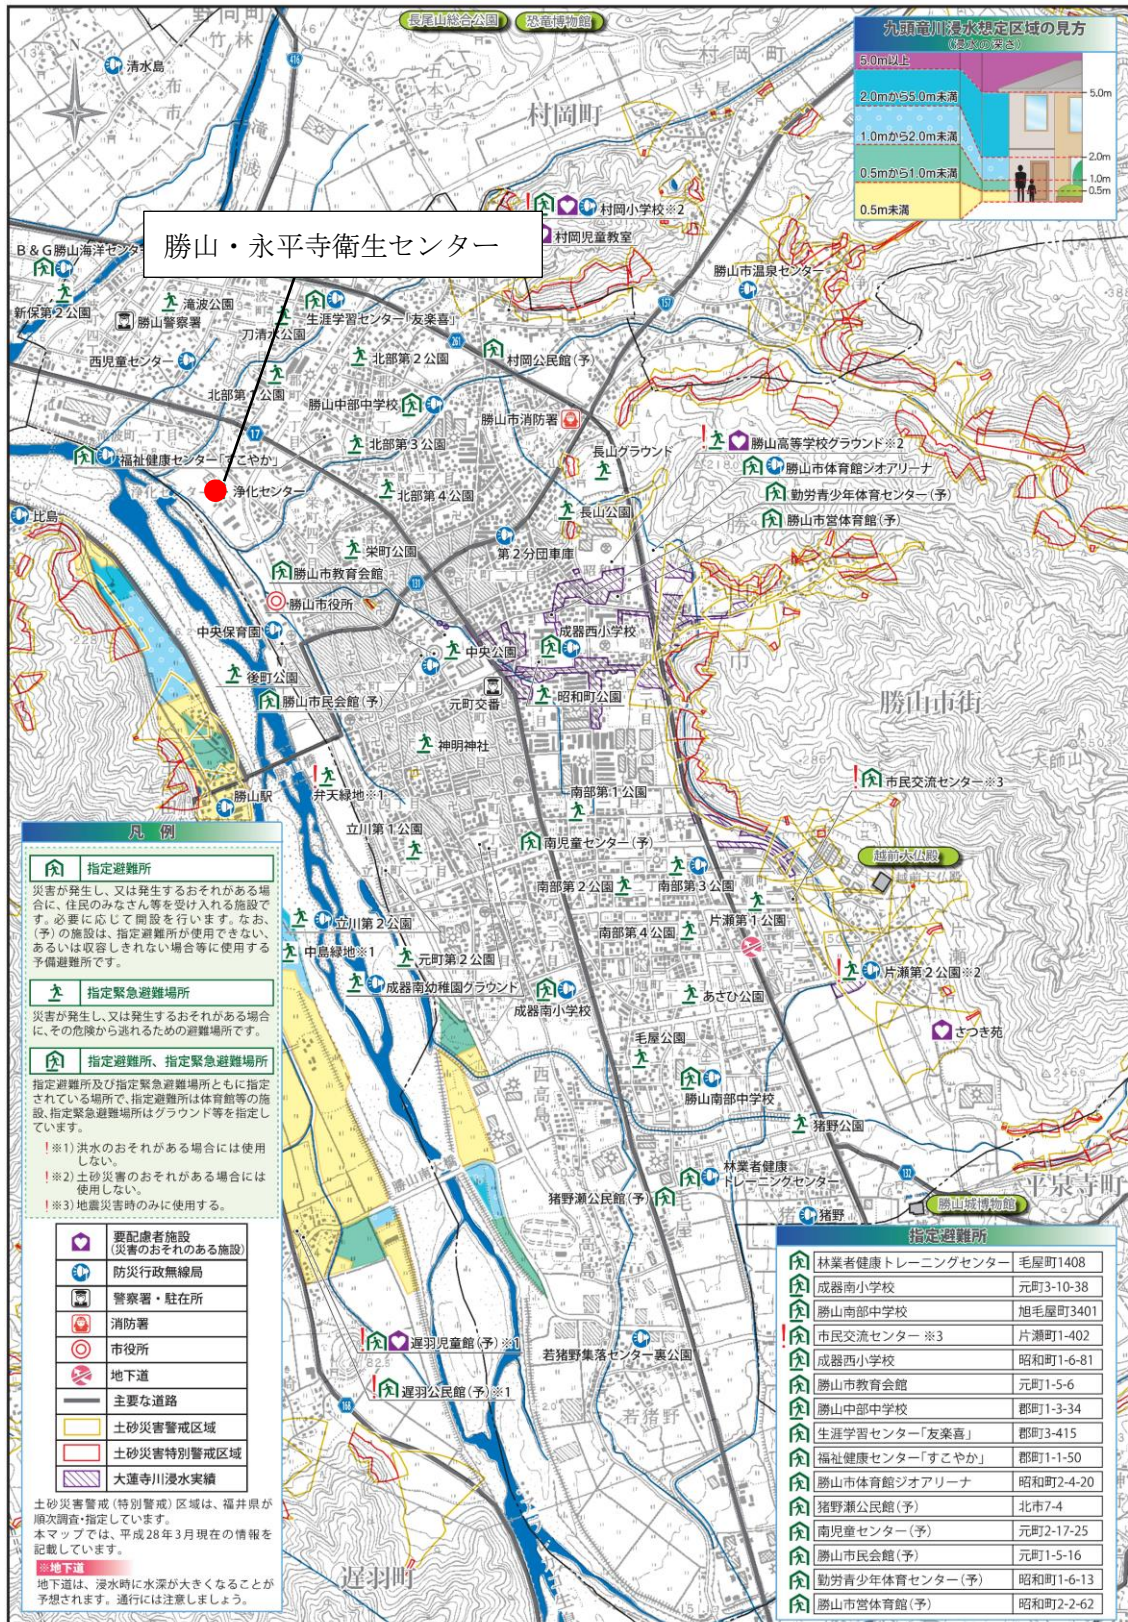 長尾山総合公園
恐竜博物館
九頭竜川浸水想定区域の見方
(浸水の深さ)
5.0m以上
2.0mから5.0m未満
1.0mから2.0m未満
0.5mから1.0m未満
0.5m未満
5.0m
2.0m
1.0m
0.5m
野向町
竹林
416
清水島
N
村岡町
寺尾
村岡町
村岡小学校※2
村岡児童教室
勝山・永平寺衛生センター
B&G勝山海洋センター
新保第2公園
滝波公園
勝山警察署
刀清水公園
生涯学習センター「友楽喜」
西児童センター
北部第2公園
261
村岡公民館(予)
157
勝山市温泉センター
北部第1公園
勝山中部中学校
勝山市消防署
17
北部第3公園
長山グラウンド
勝山高等学校グラウンド※2
勝山市体育館ジオアリーナ
勤労青少年体育センター(予)
勝山市営体育館(予)
福祉健康センター「すこやか」
浄化センター
北部第4公園
長山公園
比島
栄町公園
第2分団車庫
勝山市教育会館
131
勝山市役所
中央保育園
成器西小学校
中央公園
後町公園
勝山市民会館(予)
元町交番
昭和町公園
勝山市街
神明神社
大師山
勝山駅
弁天緑地※1
南部第1公園
市民交流センター※3
立川第1公園
南児童センター(予)
越前大仏殿
越前大仏殿
南部第2公園
南部第3公園
片瀬第1公園
立川第2公園
南部第4公園
中島緑地※1
元町第2公園
片瀬第2公園※2
成器南幼稚園グラウンド
成器南小学校
あさひ公園
さつき苑
毛屋公園
勝山南部中学校
猪野公園
林業者健康
トレーニングセンター
132
平泉寺町
猪野瀬公民館(予)
猪野
勝山城博物館
遅羽児童館(予)※1
若猪野集落センター裏公園
遅羽公民館(予)※1
168
若猪野
遅羽町
凡例
指定避難所
災害が発生し、又は発生するおそれがある場
合に、住民のみなさん等を受け入れる施設で
す。必要に応じて開設を行います。なお、
(予)の施設は、指定避難所が使用できない、
あるいは収容しきれない場合等に使用する
予備避難所です。
指定緊急避難場所
災害が発生し、又は発生するおそれがある場合
に、その危険から逃れるための避難場所です。
指定避難所、指定緊急避難場所
指定避難所及び指定緊急避難場所ともに指定
されている場所で、指定避難所は体育館等の施
設、指定緊急避難場所はグラウンド等を指定し
ています。
!※1)洪水のおそれがある場合には使用
しない。
!※2)土砂災害のおそれがある場合には
使用しない。
!※3)地震災害時のみに使用する。
要配慮者施設
(災害のおそれのある施設)
防災行政無線局
警察署・駐在所
消防署
市役所
地下道
主要な道路
土砂災害警戒区域
土砂災害特別警戒区域
大蓮寺川浸水実績
土砂災害警戒(特別警戒)区域は、福井県が
順次調査・指定しています。
本マップでは、平成28年3月現在の情報を
記載しています。
※地下道
地下道は、浸水時に水深が大きくなることが
予想されます。通行には注意しましょう。
指定避難所
林業者健康トレーニングセンター 毛屋町1408
成器南小学校 元町3-10-38
勝山南部中学校 旭毛屋町3401
!市民交流センター ※3 片瀬町1-402
成器西小学校 昭和町1-6-81
勝山市教育会館 元町1-5-6
勝山中部中学校 郡町1-3-34
生涯学習センター「友楽喜」 郡町3-415
福祉健康センター「すこやか」 郡町1-1-50
勝山市体育館ジオアリーナ 昭和町2-4-20
猪野瀬公民館(予) 北市7-4
南児童センター(予) 元町2-17-25
勝山市民会館(予) 元町1-5-16
勤労青少年体育センター(予) 昭和町1-6-13
勝山市営体育館(予) 昭和町2-2-62